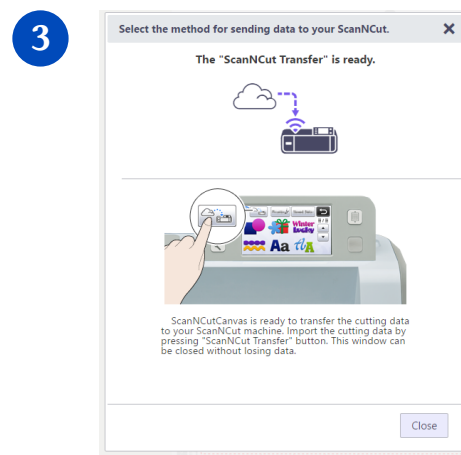 3
Select the method for sending data to your ScanNCut.
The "ScanNCut Transfer" is ready.
Winter
lucky
Aa
ScanNCutCanvas is ready to transfer the cutting data
to your ScanNCut machine. Import the cutting data by
pressing "ScanNCut Transfer" button. This window can
be closed without losing data.
Close